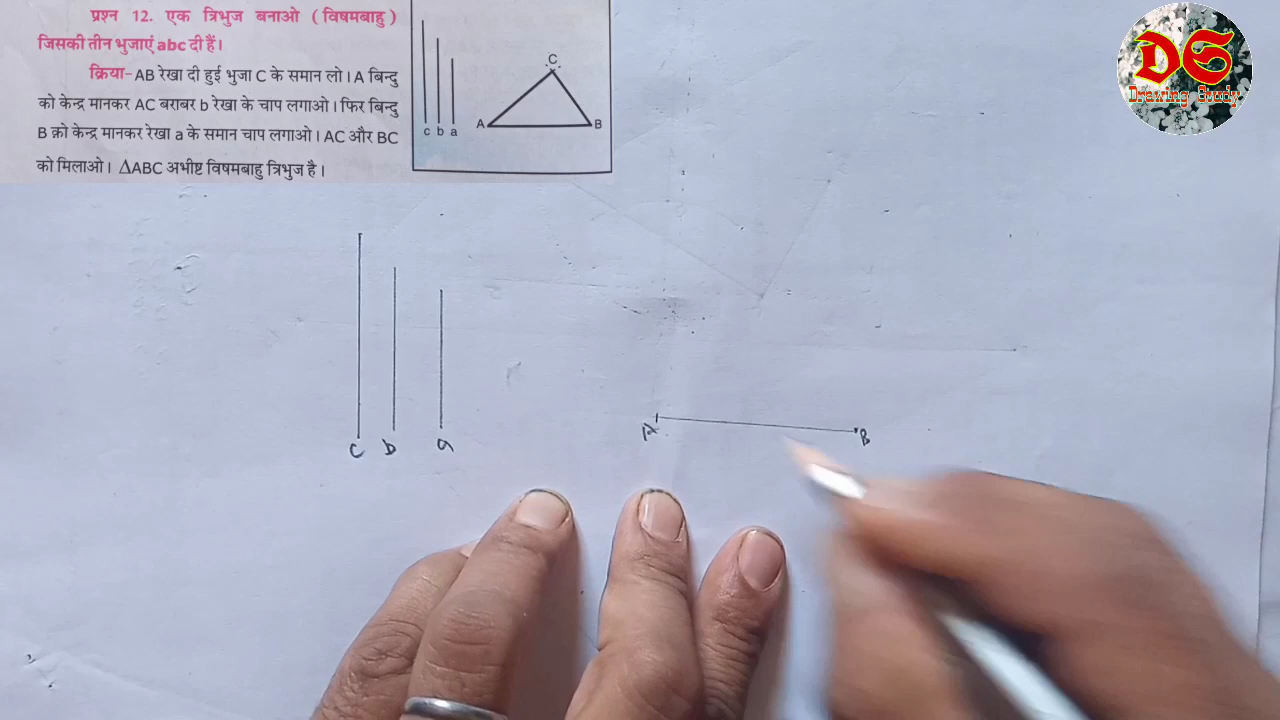 प्रश्न 12. एक त्रिभुज बनाओ ( विषमबाहु )
जिसकी तीन भुजाएं abc दी हैं।
क्रिया- AB रेखा दी हुई भुजा C के समान लो। A बिन्दु
को केन्द्र मानकर AC बराबर b रेखा के चाप लगाओ। फिर बिन्दु
B को केन्द्र मानकर रेखा a के समान चाप लगाओ। AC और BC
को मिलाओ। ΔABC अभीष्ट विषमबाहु त्रिभुज है।
c b a
C
A B
DS
Drawing Study
c b a
A B